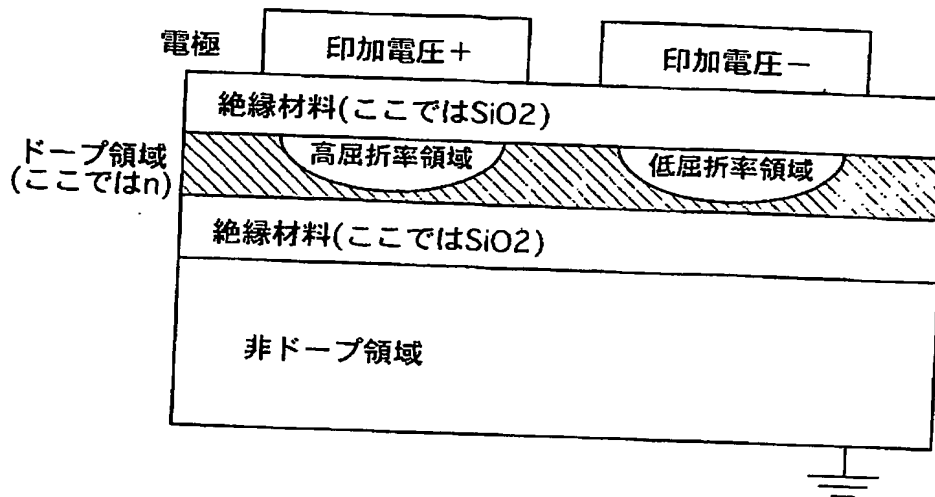 電極
印加電圧+
印加電圧−
絶縁材料(ここではSiO2)
ドープ領域
(ここではn)
高屈折率領域
低屈折率領域
絶縁材料(ここではSiO2)
非ドープ領域